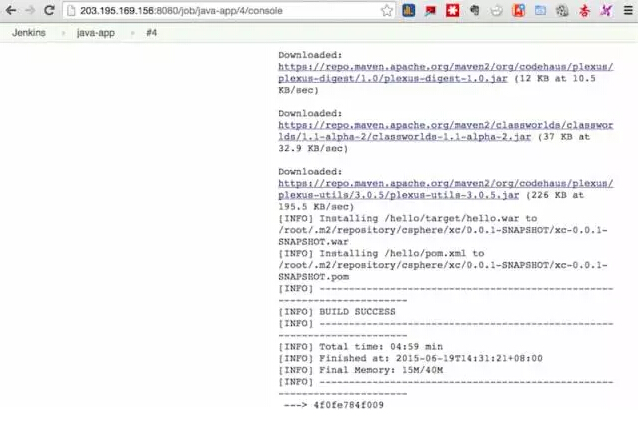 203.195.169.156:8080/job/java-app/4/console
Jenkins java-app #4
Downloaded:
https://repo.maven.apache.org/maven2/org/codehaus/plexus/
plexus-digest/1.0/plexus-digest-1.0.jar (12 KB at 10.5
KB/sec)
Downloaded:
https://repo.maven.apache.org/maven2/classworlds/classwor
lds/1.1-alpha-2/classworlds-1.1-alpha-2.jar (37 KB at
32.9 KB/sec)
Downloaded:
https://repo.maven.apache.org/maven2/org/codehaus/plexus/
plexus-utils/3.0.5/plexus-utils-3.0.5.jar (226 KB at
195.5 KB/sec)
[INFO] Installing /hello/target/hello.war to
/root/.m2/repository/csphere/xc/0.0.1-SNAPSHOT/xc-0.0.1-
SNAPSHOT.war
[INFO] Installing /hello/pom.xml to
/root/.m2/repository/csphere/xc/0.0.1-SNAPSHOT/xc-0.0.1-
SNAPSHOT.pom
[INFO] ---------------------------------------------------
----------------------
[INFO] BUILD SUCCESS
[INFO] ---------------------------------------------------
----------------------
[INFO] Total time: 04:59 min
[INFO] Finished at: 2015-06-19T14:31:21+08:00
[INFO] Final Memory: 15M/40M
[INFO] ---------------------------------------------------
----------------------
---> 4f0fe784f009